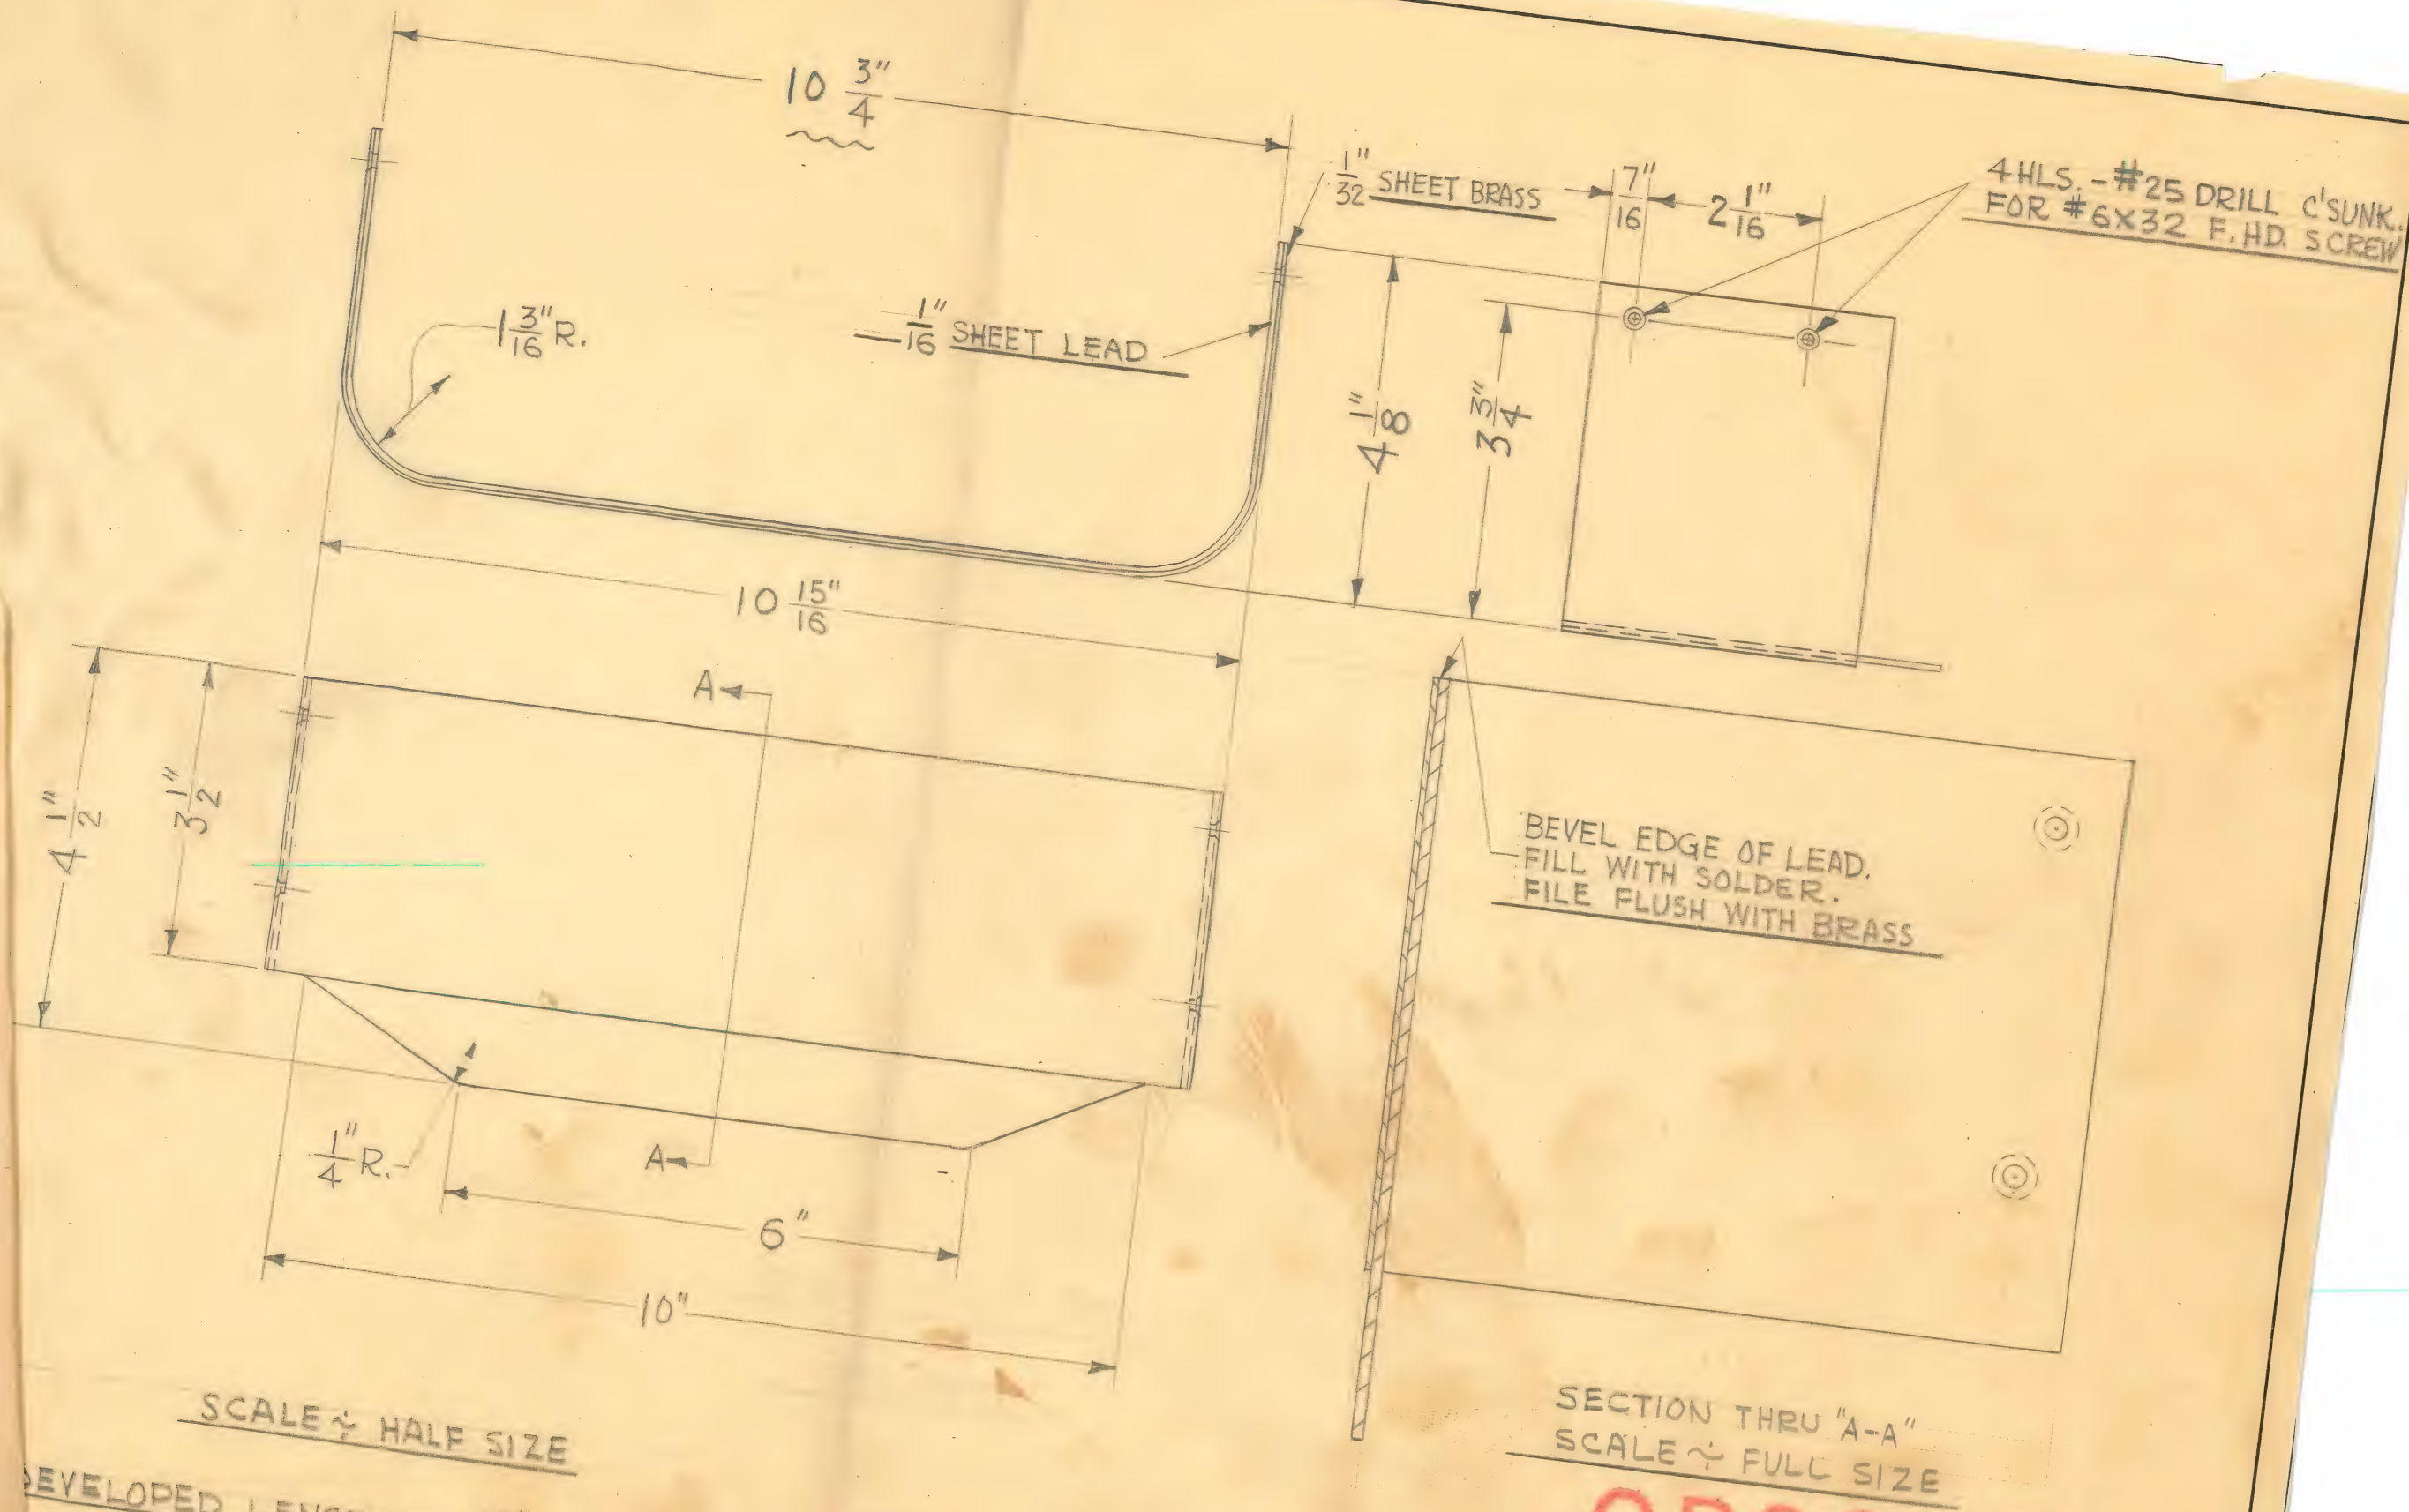 10 3/4"
1/32" SHEET BRASS
7/16"
2 1/16"
4 HLS. - #25 DRILL C'SUNK.
FOR #6X32 F. HD. SCREW
1 3/16" R.
1/16" SHEET LEAD
4 1/8"
3 3/4"
10 15/16"
A
4 1/2"
3 1/2"
BEVEL EDGE OF LEAD.
FILL WITH SOLDER.
FILE FLUSH WITH BRASS
1/4" R.
A
6"
10"
SCALE ~ HALF SIZE
SECTION THRU "A-A"
SCALE ~ FULL SIZE
DEVELOPED